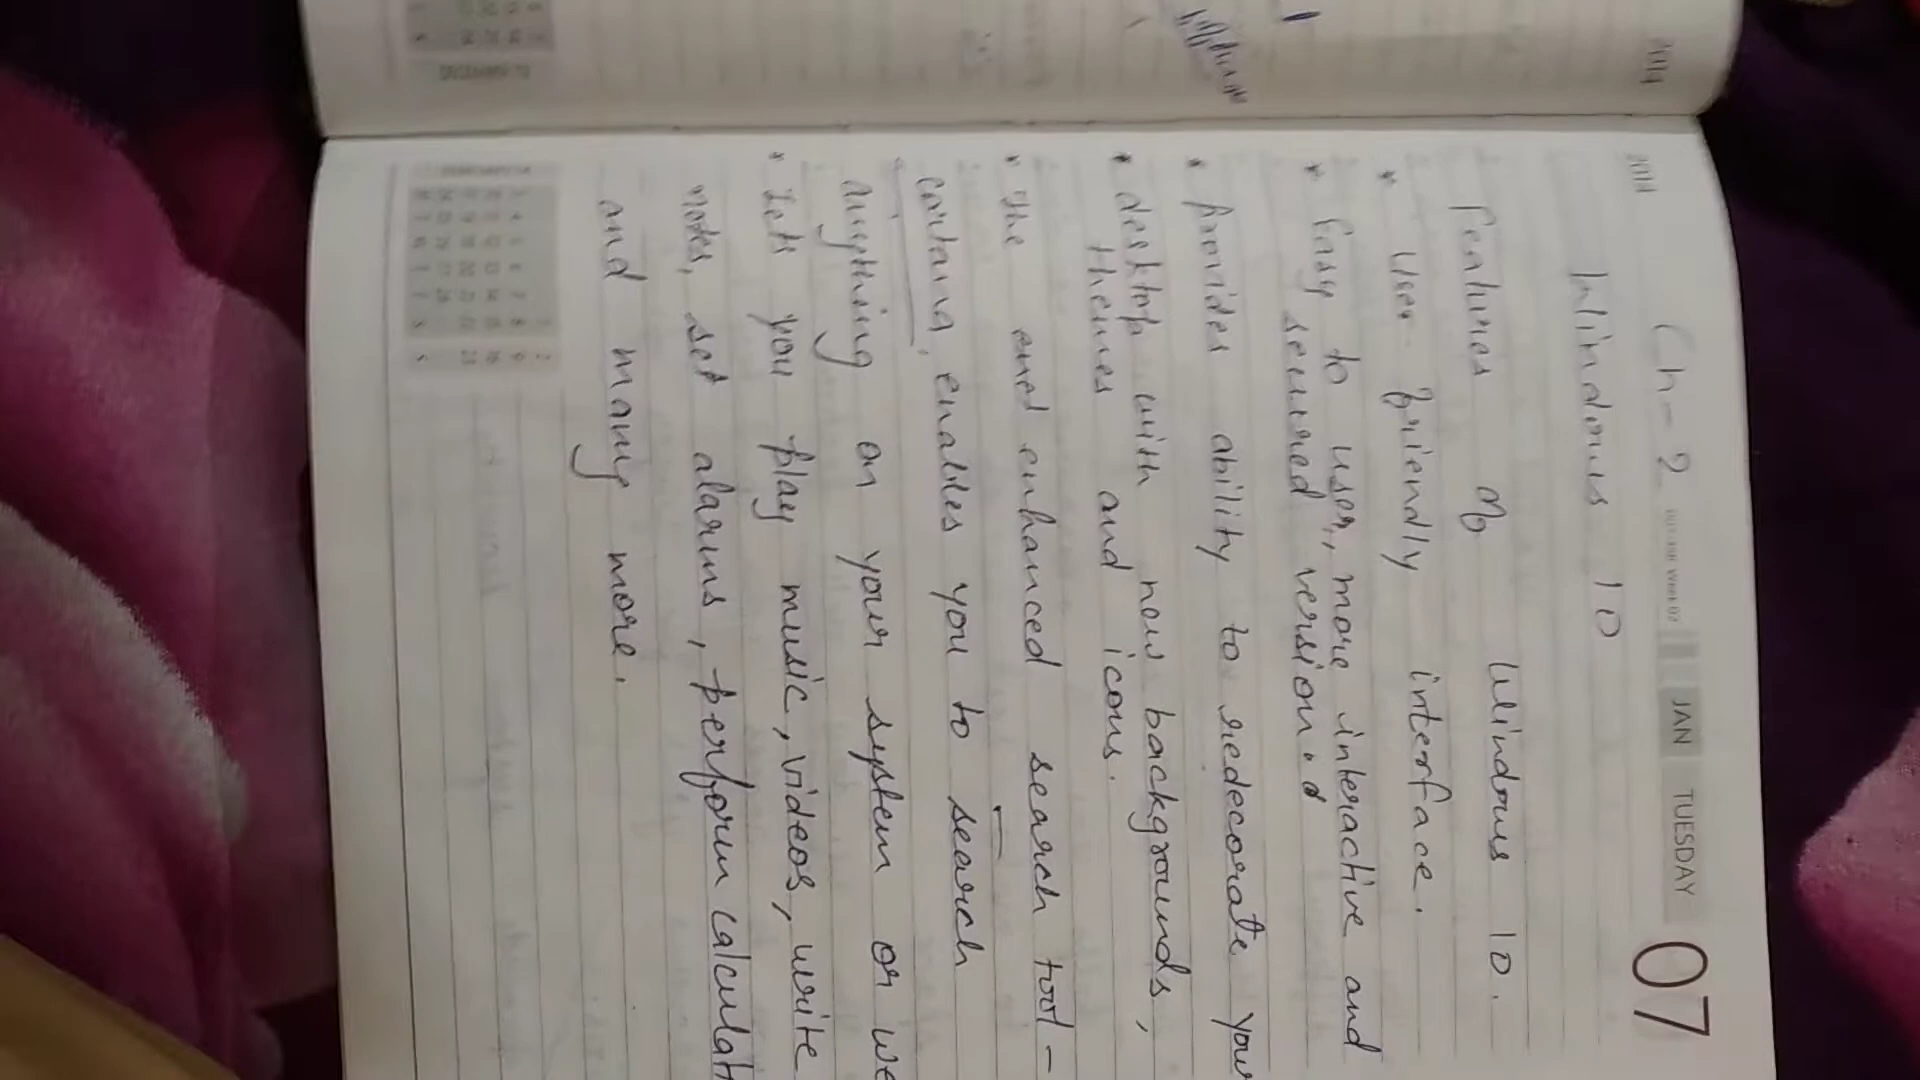 2014
Ch-2
JAN TUESDAY 07
Windows 10
Features of Windows 10.
* User friendly interface.
* Easy to user, more interactive and
secured version.
* provides ability to redecorate your
* desktop with new backgrounds,
themes and icons.
* The and enhanced search tool-
Cortana, enables you to search
anything on your system or we
* Lets you play music, videos, write
notes, set alarms, perform calculat
and many more.